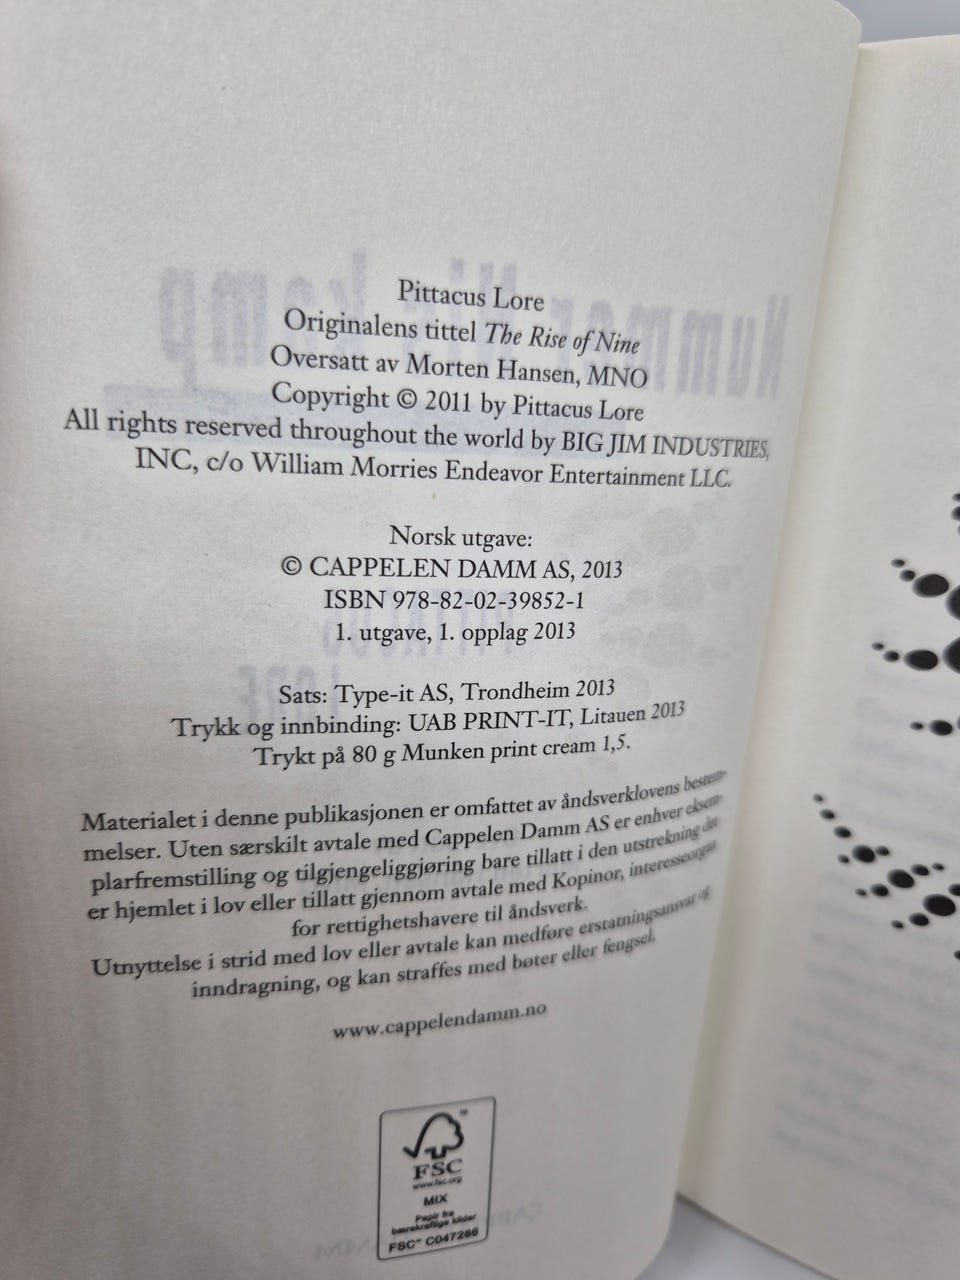 Pittacus Lore
Originalens tittel The Rise of Nine
Oversatt av Morten Hansen, MNO
Copyright © 2011 by Pittacus Lore
All rights reserved throughout the world by BIG JIM INDUSTRIES,
INC, c/o William Morries Endeavor Entertainment LLC.
Norsk utgave:
© CAPPELEN DAMM AS, 2013
ISBN 978-82-02-39852-1
1. utgave, 1. opplag 2013
Sats: Type-it AS, Trondheim 2013
Trykk og innbinding: UAB PRINT-IT, Litauen 2013
Trykt på 80 g Munken print cream 1,5.
Materialet i denne publikasjonen er omfattet av åndsverklovens bestem-
melser. Uten særskilt avtale med Cappelen Damm AS er enhver eksem-
plarfremstilling og tilgjengeliggjøring bare tillatt i den utstrekning det
er hjemlet i lov eller tillatt gjennom avtale med Kopinor, interesseorgan
for rettighetshavere til åndsverk.
Utnyttelse i strid med lov eller avtale kan medføre erstatningsansvar og
inndragning, og kan straffes med bøter eller fengsel.
www.cappelendamm.no
FSC
www.fsc.org
MIX
Papir fra
bærekraftige kilder
FSC™ C047286